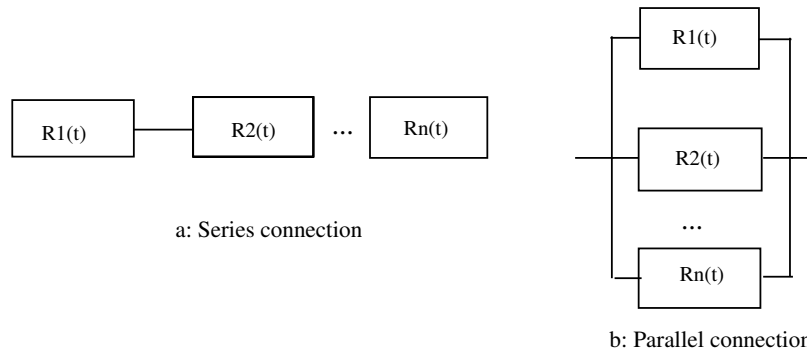 R1(t)
R2(t)
...
Rn(t)
a: Series connection
R1(t)
R2(t)
...
Rn(t)
b: Parallel connection